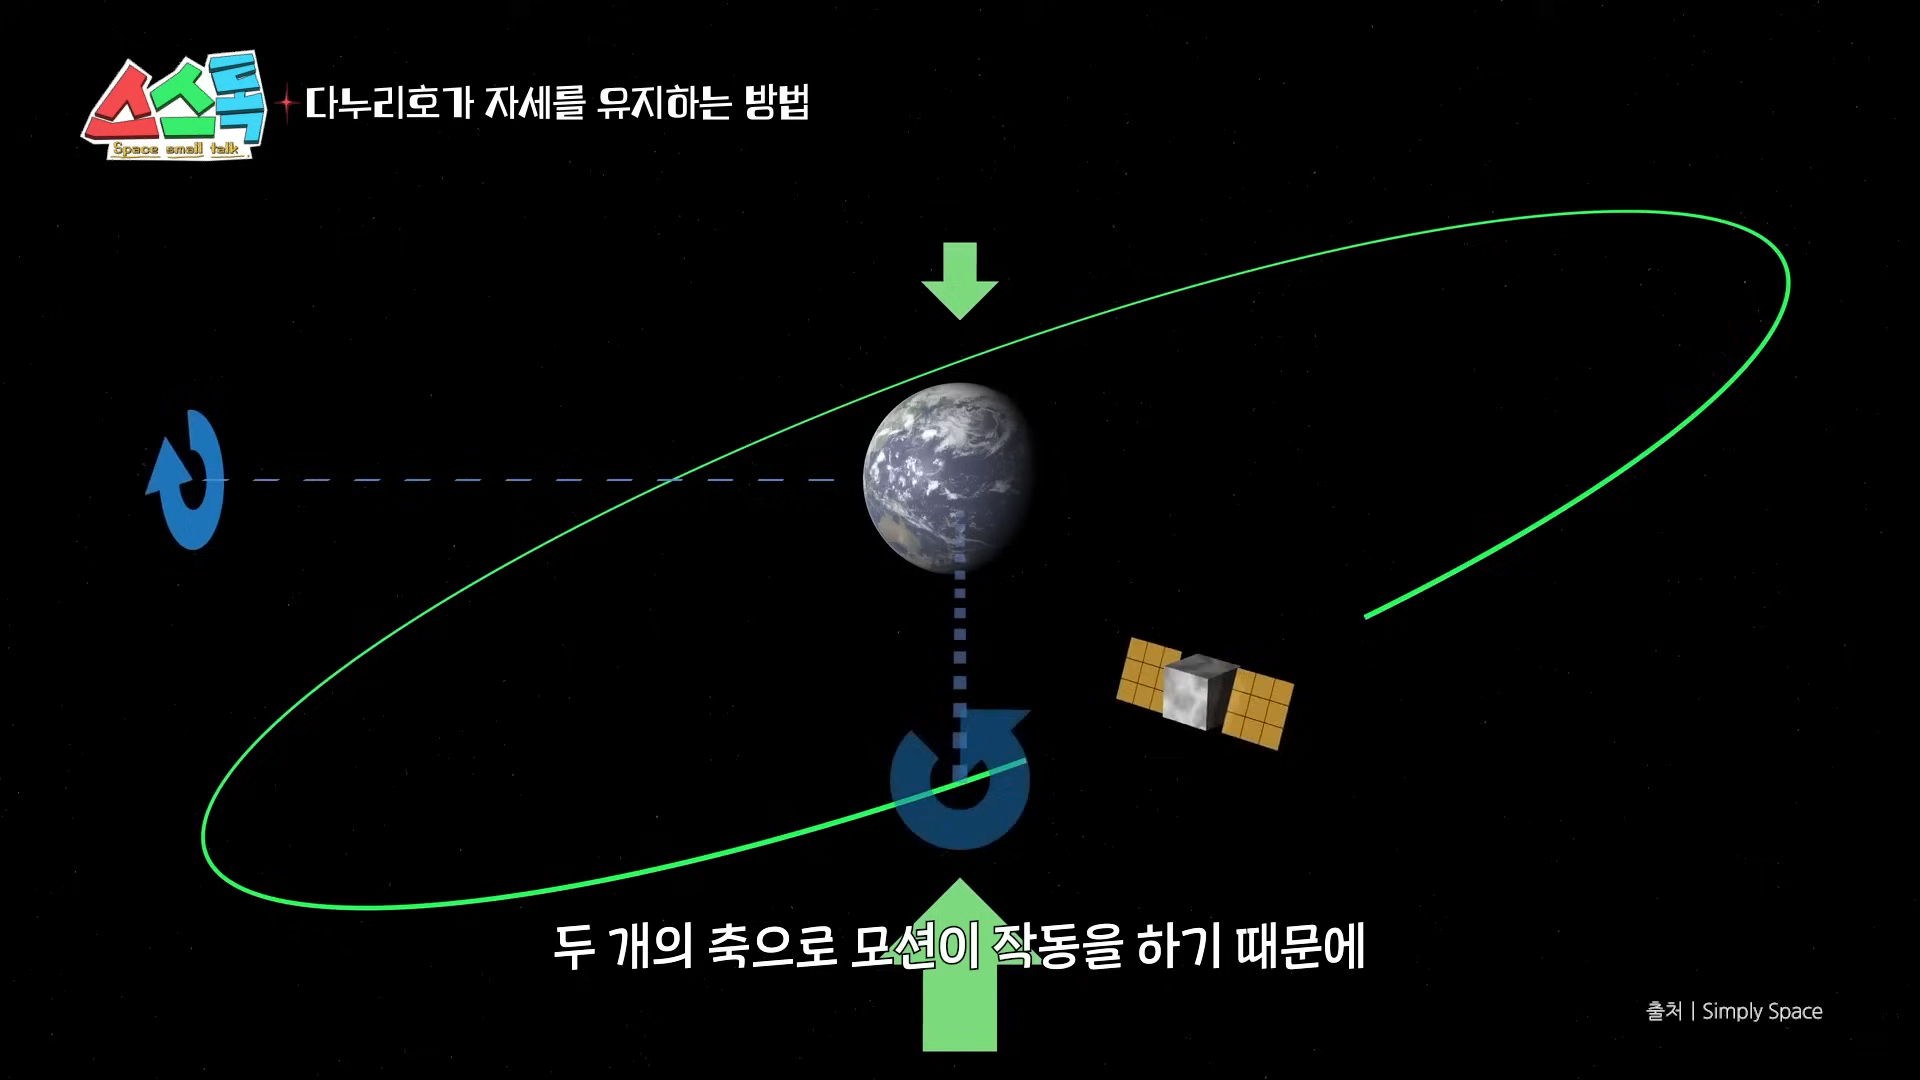 스스톡
Space small talk
다누리호가 자세를 유지하는 방법
두 개의 축으로 모션이 작동을 하기 때문에
출처 | Simply Space